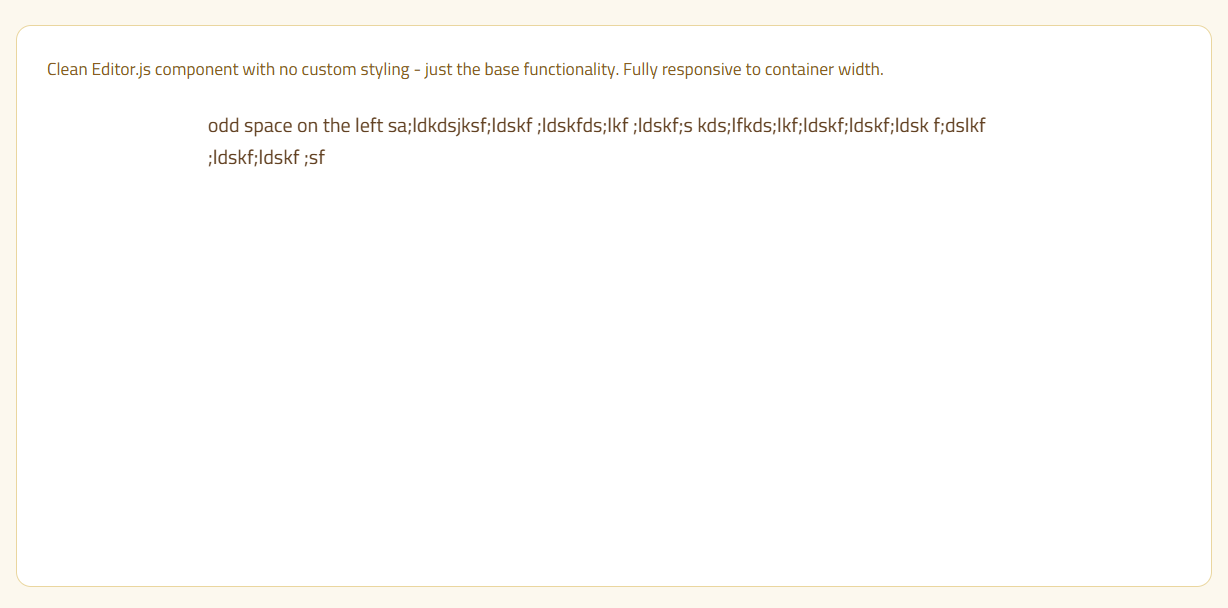 Clean Editor.js component with no custom styling - just the base functionality. Fully responsive to container width.
odd space on the left sa;ldkdsjksf;ldskf ;ldskfds;lkf ;ldskf;s kds;lfkds;lkf;ldskf;ldskf;ldsk f;dslkf
;ldskf;ldskf ;sf